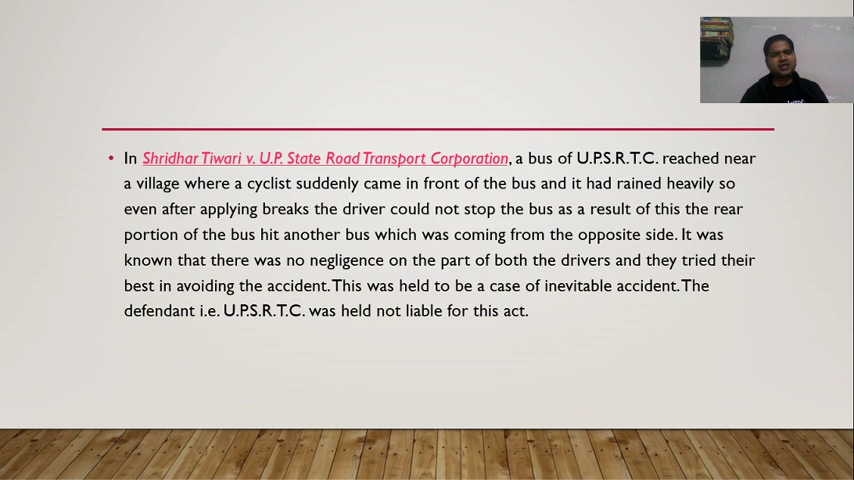 • In Shridhar Tiwari v. U.P. State Road Transport Corporation, a bus of U.P.S.R.T.C. reached near
a village where a cyclist suddenly came in front of the bus and it had rained heavily so
even after applying breaks the driver could not stop the bus as a result of this the rear
portion of the bus hit another bus which was coming from the opposite side. It was
known that there was no negligence on the part of both the drivers and they tried their
best in avoiding the accident. This was held to be a case of inevitable accident. The
defendant i.e. U.P.S.R.T.C. was held not liable for this act.